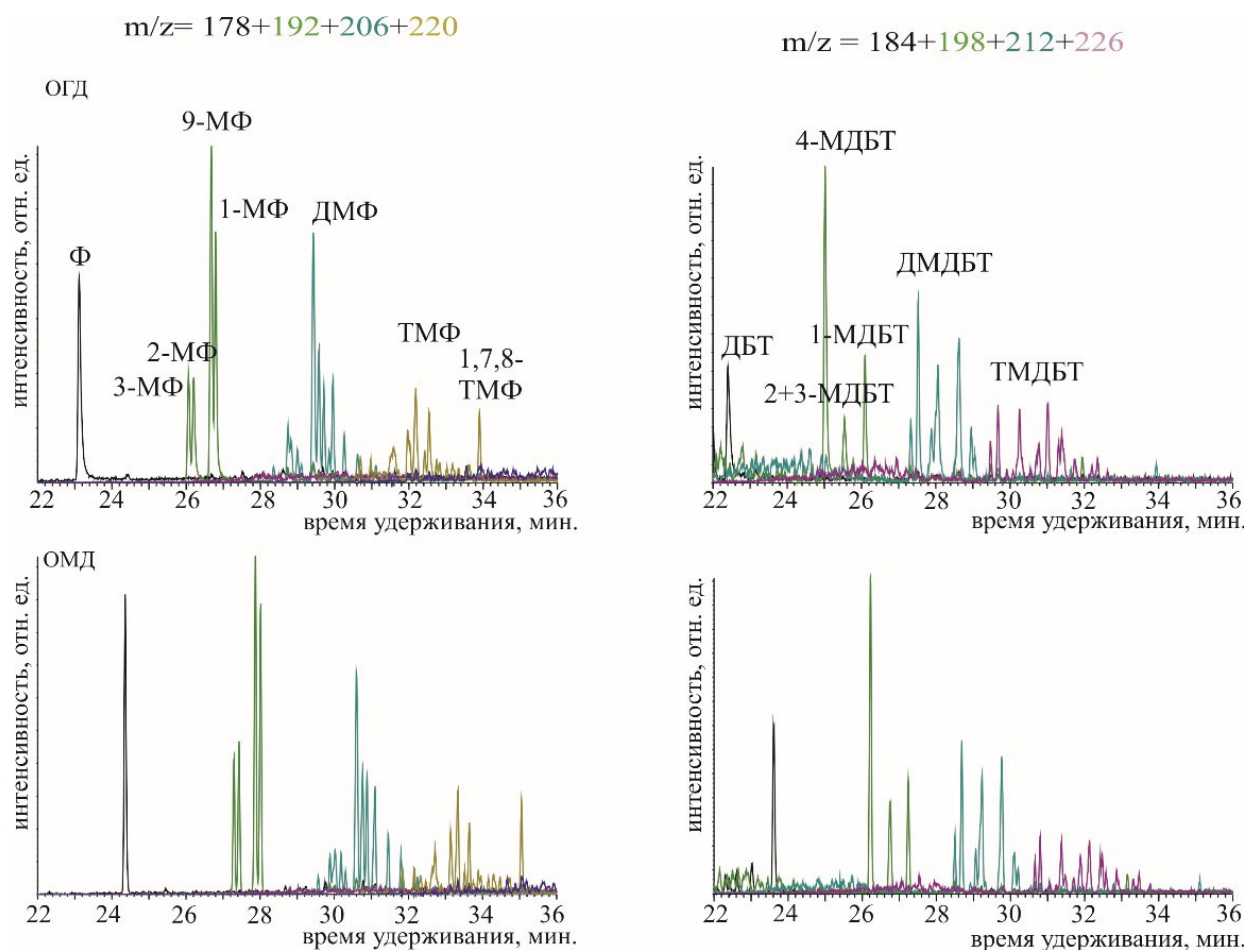 m/z= 178+192+206+220
ОГД
9-МФ
1-МФ
ДМФ
Ф
2-МФ
3-МФ
ТМФ
1,7,8-
ТМФ
интенсивность, отн. ед.
22 24 26 28 30 32 34 36
время удерживания, мин.
m/z = 184+198+212+226
4-МДБТ
ДМДБТ
1-МДБТ
ДБТ
2+3-МДБТ
ТМДБТ
интенсивность, отн. ед.
22 24 26 28 30 32 34 36
время удерживания, мин.
ОМД
интенсивность, отн. ед.
22 24 26 28 30 32 34 36
время удерживания, мин.
интенсивность, отн. ед.
22 24 26 28 30 32 34 36
время удерживания, мин.